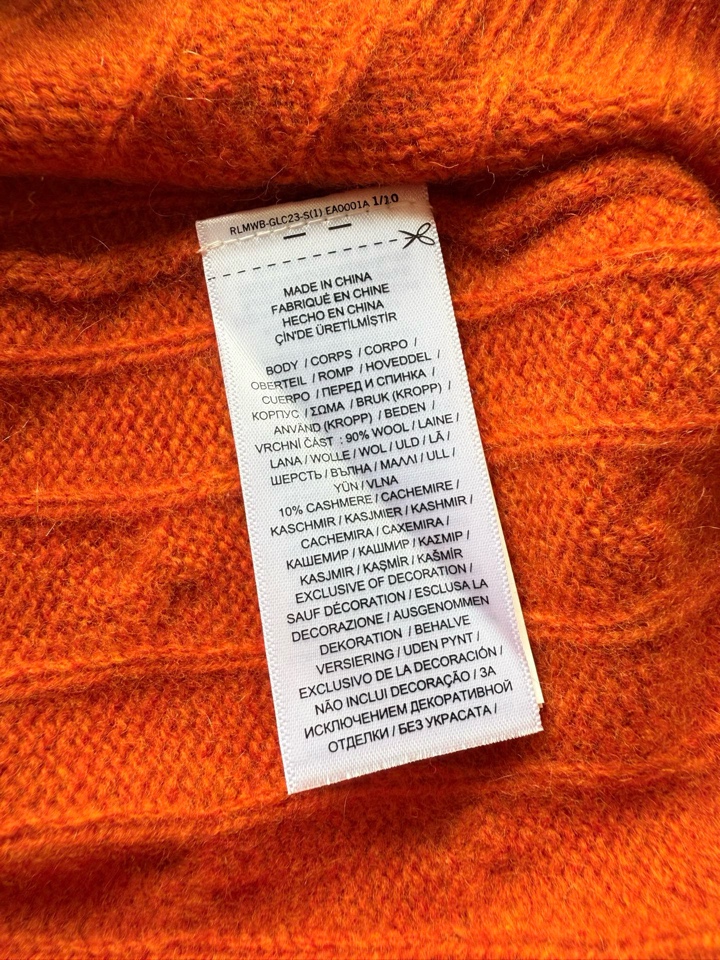 RLMWB-GLC23-S(1) EA0001A 1/10
MADE IN CHINA
FABRIQUÉ EN CHINE
HECHO EN CHINA
ÇİN'DE ÜRETİLMİŞTİR
BODY / CORPS / CORPO /
OBERTEIL / ROMP / HOVEDDEL /
CUERPO / ПЕРЕД И СПИНКА /
КОРПУС / ΣΩΜΑ / BRUK (KROPP) /
ANVÄND (KROPP) / BEDEN /
VRCHNÍ ČÁST : 90% WOOL / LAINE /
LANA / WOLLE / WOL / ULD / LÃ /
ШЕРСТЬ / ВЪЛНА / ΜΑΛΛΙ / ULL /
YÜN / VLNA
10% CASHMERE / CACHEMIRE /
KASCHMIR / KASJMIER / KASHMIR /
CACHEMIRA / CAXEMIRA /
КАШЕМИР / КАШМИР / ΚΑΣΜΙΡ /
KASJMIR / KAŞMİR / KAŠMÍR
EXCLUSIVE OF DECORATION /
SAUF DÉCORATION / ESCLUSA LA
DECORAZIONE / AUSGENOMMEN
DEKORATION / BEHALVE
VERSIERING / UDEN PYNT /
EXCLUSIVO DE LA DECORACIÓN /
NÃO INCLUI DECORAÇÃO / ЗА
ИСКЛЮЧЕНИЕМ ДЕКОРАТИВНОЙ
ОТДЕЛКИ / БЕЗ УКРАСАТА /